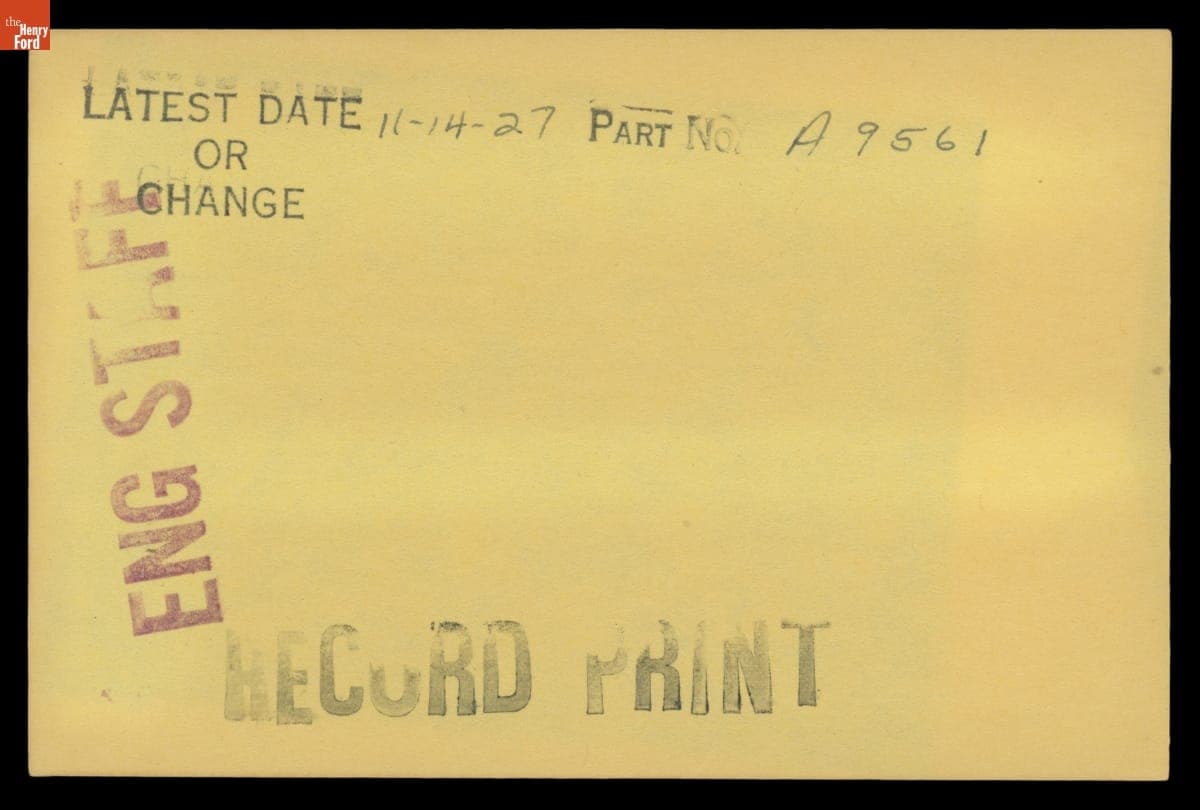 the
Henry
Ford
LATEST DATE 11-14-27 PART No. A 9561
OR
CHANGE
ENG STAFF
RECORD PRINT